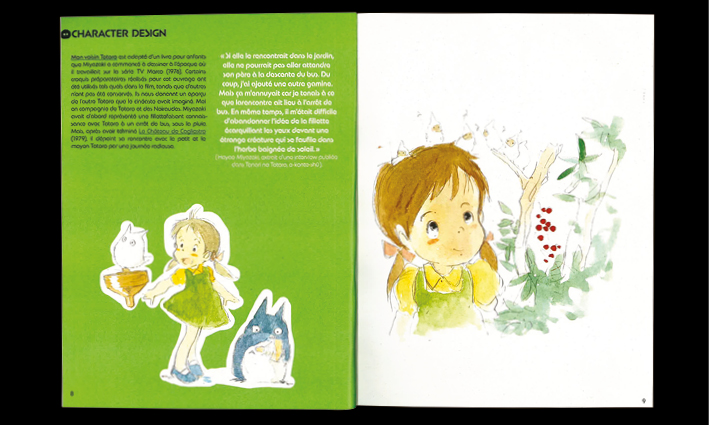 CHARACTER DESIGN
Mon voisin Totoro est adapté d'un livre pour enfants
que Miyazaki a commencé à dessiner à l'époque où
il travaillait sur la série TV Marco (1976). Certains
croquis préparatoires réalisés pour cet ouvrage ont
été utilisés tels quels dans le film, tandis que d'autres
n'ont pas été conservés. Ils nous donnent un aperçu
de l'autre Totoro que le cinéaste avait imaginé. Mei
en compagnie de Totoro et des Noiraudes. Miyazaki
avait d'abord représenté une fillette faisant connais-
sance avec Totoro à un arrêt de bus, sous la pluie.
Mais, après avoir terminé Le Château de Cagliostro
(1979), il dépeint sa rencontre avec le petit et le
moyen Totoro par une journée radieuse.
« Si elle le rencontrait dans le jardin,
elle ne pourrait pas aller attendre
son père à la descente du bus. Du
coup, j'ai ajouté une autre gamine.
Mais ça m'ennuyait car je tenais à ce
que la rencontre ait lieu à l'arrêt de
bus. En même temps, il m'était difficile
d'abandonner l'idée de la fillette
écarquillant les yeux devant une
étrange créature qui se faufile dans
l'herbe baignée de soleil. »
(Hayao Miyazaki, extrait d'une interview publiée
dans Tonari no Totoro,
8
9